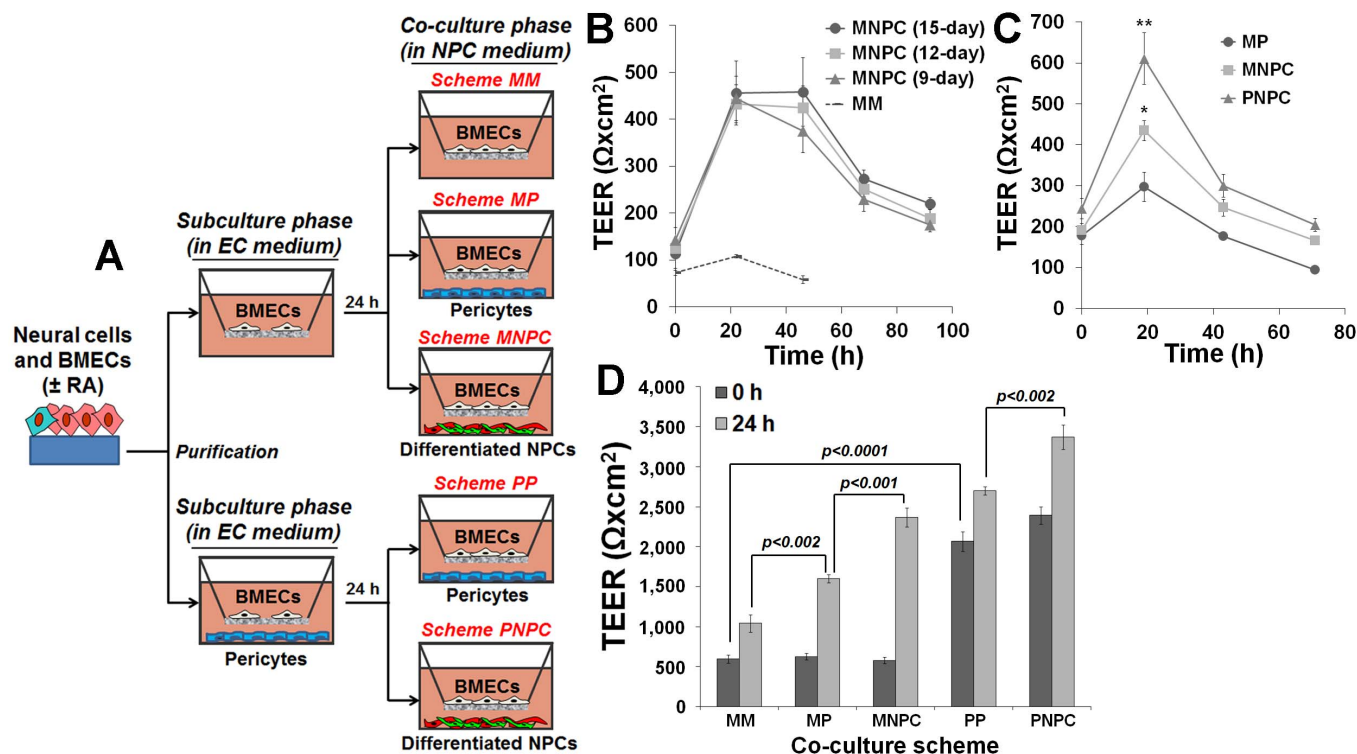 A
Neural cells
and BMECs
(± RA)
Purification
Subculture phase
(in EC medium)
BMECs
24 h
Subculture phase
(in EC medium)
BMECs
Pericytes
24 h
Co-culture phase
(in NPC medium)
Scheme MM
BMECs
Scheme MP
BMECs
Pericytes
Scheme MNPC
BMECs
Differentiated NPCs
Scheme PP
BMECs
Pericytes
Scheme PNPC
BMECs
Differentiated NPCs
B
TEER (Ωxcm2)
600
500
400
300
200
100
0
0 20 40 60 80 100
Time (h)
MNPC (15-day)
MNPC (12-day)
MNPC (9-day)
MM
C
TEER (Ωxcm2)
700
600
500
400
300
200
100
0
0 20 40 60 80
Time (h)
**
*
MP
MNPC
PNPC
D
TEER (Ωxcm2)
4,000
3,500
3,000
2,500
2,000
1,500
1,000
500
0
0 h
24 h
p<0.002
p<0.0001
p<0.001
p<0.002
MM MP MNPC PP PNPC
Co-culture scheme